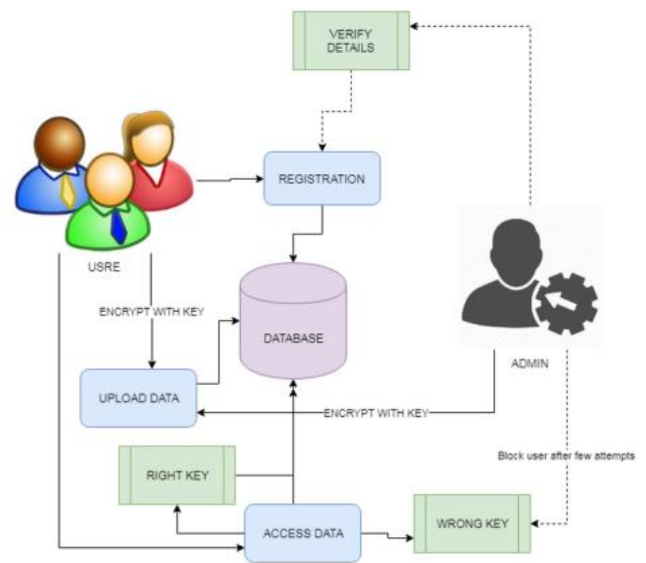 VERIFY
DETAILS
REGISTRATION
USRE
ENCRYPT WITH KEY
DATABASE
ADMIN
UPLOAD DATA
ENCRYPT WITH KEY
Block user after few attempts
RIGHT KEY
WRONG KEY
ACCESS DATA